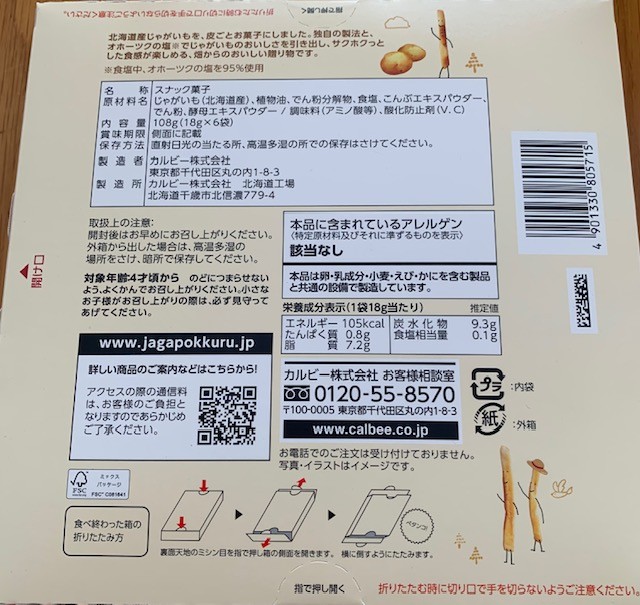 折りたたむ時に切り口で手を切らないようご注意ください。
指で押し開く
北海道産じゃがいもを、皮ごとお菓子にしました。独自の製法と、
オホーツクの塩※でじゃがいものおいしさを引き出し、サクホクっと
した食感が楽しめる、畑からのおいしい贈り物です。
※食塩中、オホーツクの塩を95%使用
名称 スナック菓子
原材料名 じゃがいも(北海道産)、植物油、でん粉分解物、食塩、こんぶエキスパウダー、
でん粉、酵母エキスパウダー / 調味料(アミノ酸等)、酸化防止剤(V.C)
内容量 108g(18g×6袋)
賞味期限 側面に記載
保存方法 直射日光の当たる所、高温多湿の所での保存はさけてください。
製造者 カルビー株式会社
東京都千代田区丸の内1-8-3
製造所 カルビー株式会社 北海道工場
北海道千歳市北信濃779-4
4 901330 805715
取扱上の注意:
開封後はお早めにお召し上がりください。
外箱から出した場合は、高温多湿の
場所をさけ、暗所で保存してください。
開け口
対象年齢4才頃から のどにつまらせない
よう、よくかんでお召し上がりください。小さな
お子様がお召し上がりの際は、必ず見守って
あげてください。
本品に含まれているアレルゲン
(特定原材料及びそれに準ずるものを表示)
該当なし
本品は卵・乳成分・小麦・えび・かにを含む製品
と共通の設備で製造しています。
栄養成分表示(1袋18g当たり) 推定値
エネルギー 105kcal 炭水化物 9.3g
たんぱく質 0.8g 食塩相当量 0.1g
脂質 7.2g
www.jagapokkuru.jp
詳しい商品のご案内などはこちらから!
アクセスの際の通信料
は、お客様のご負担と
なりますのであらかじめ
ご了承ください。
カルビー株式会社 お客様相談室
0120-55-8570
〒100-0005 東京都千代田区丸の内1-8-3
www.calbee.co.jp
お電話でのご注文は受け付けておりません。
写真・イラストはイメージです。
プラ :内袋
紙 :外箱
FSC
ミックス
パッケージ
FSC® C081841
食べ終わった箱の
折りたたみ方
ペタンコ!
裏面天地のミシン目を指で押し箱の側面を開きます。 横に倒すようにたたみます。
指で押し開く
折りたたむ時に切り口で手を切らないようご注意ください。